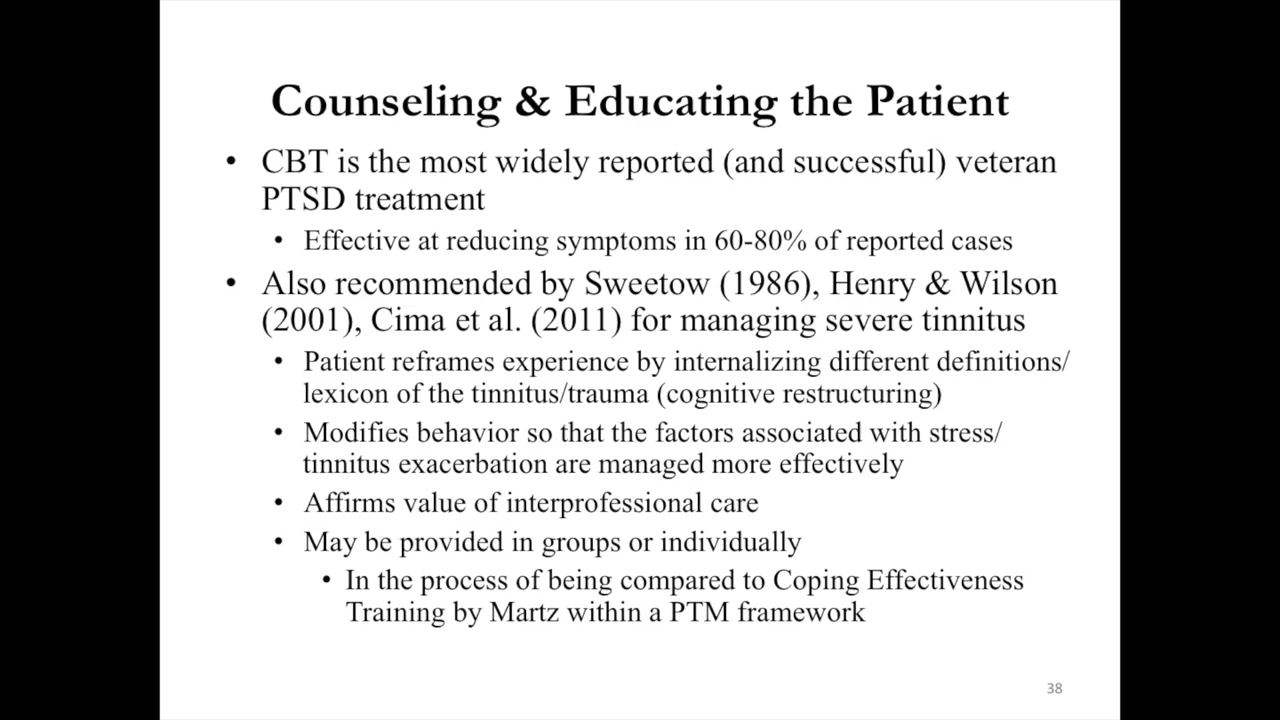 Counseling & Educating the Patient
• CBT is the most widely reported (and successful) veteran
PTSD treatment
• Effective at reducing symptoms in 60-80% of reported cases
• Also recommended by Sweetow (1986), Henry & Wilson
(2001), Cima et al. (2011) for managing severe tinnitus
• Patient reframes experience by internalizing different definitions/
lexicon of the tinnitus/trauma (cognitive restructuring)
• Modifies behavior so that the factors associated with stress/
tinnitus exacerbation are managed more effectively
• Affirms value of interprofessional care
• May be provided in groups or individually
• In the process of being compared to Coping Effectiveness
Training by Martz within a PTM framework
38